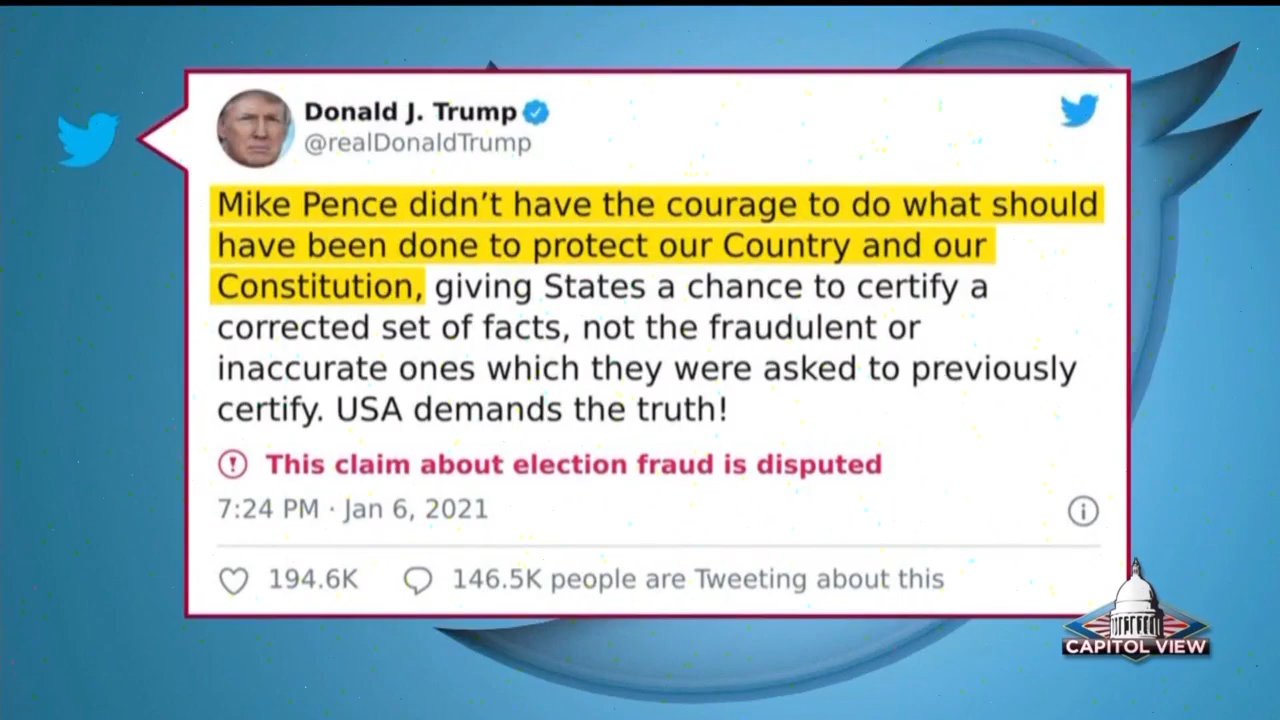 Donald J. Trump
@realDonaldTrump
Mike Pence didn’t have the courage to do what should
have been done to protect our Country and our
Constitution, giving States a chance to certify a
corrected set of facts, not the fraudulent or
inaccurate ones which they were asked to previously
certify. USA demands the truth!
This claim about election fraud is disputed
7:24 PM · Jan 6, 2021
194.6K 146.5K people are Tweeting about this
CAPITOL VIEW